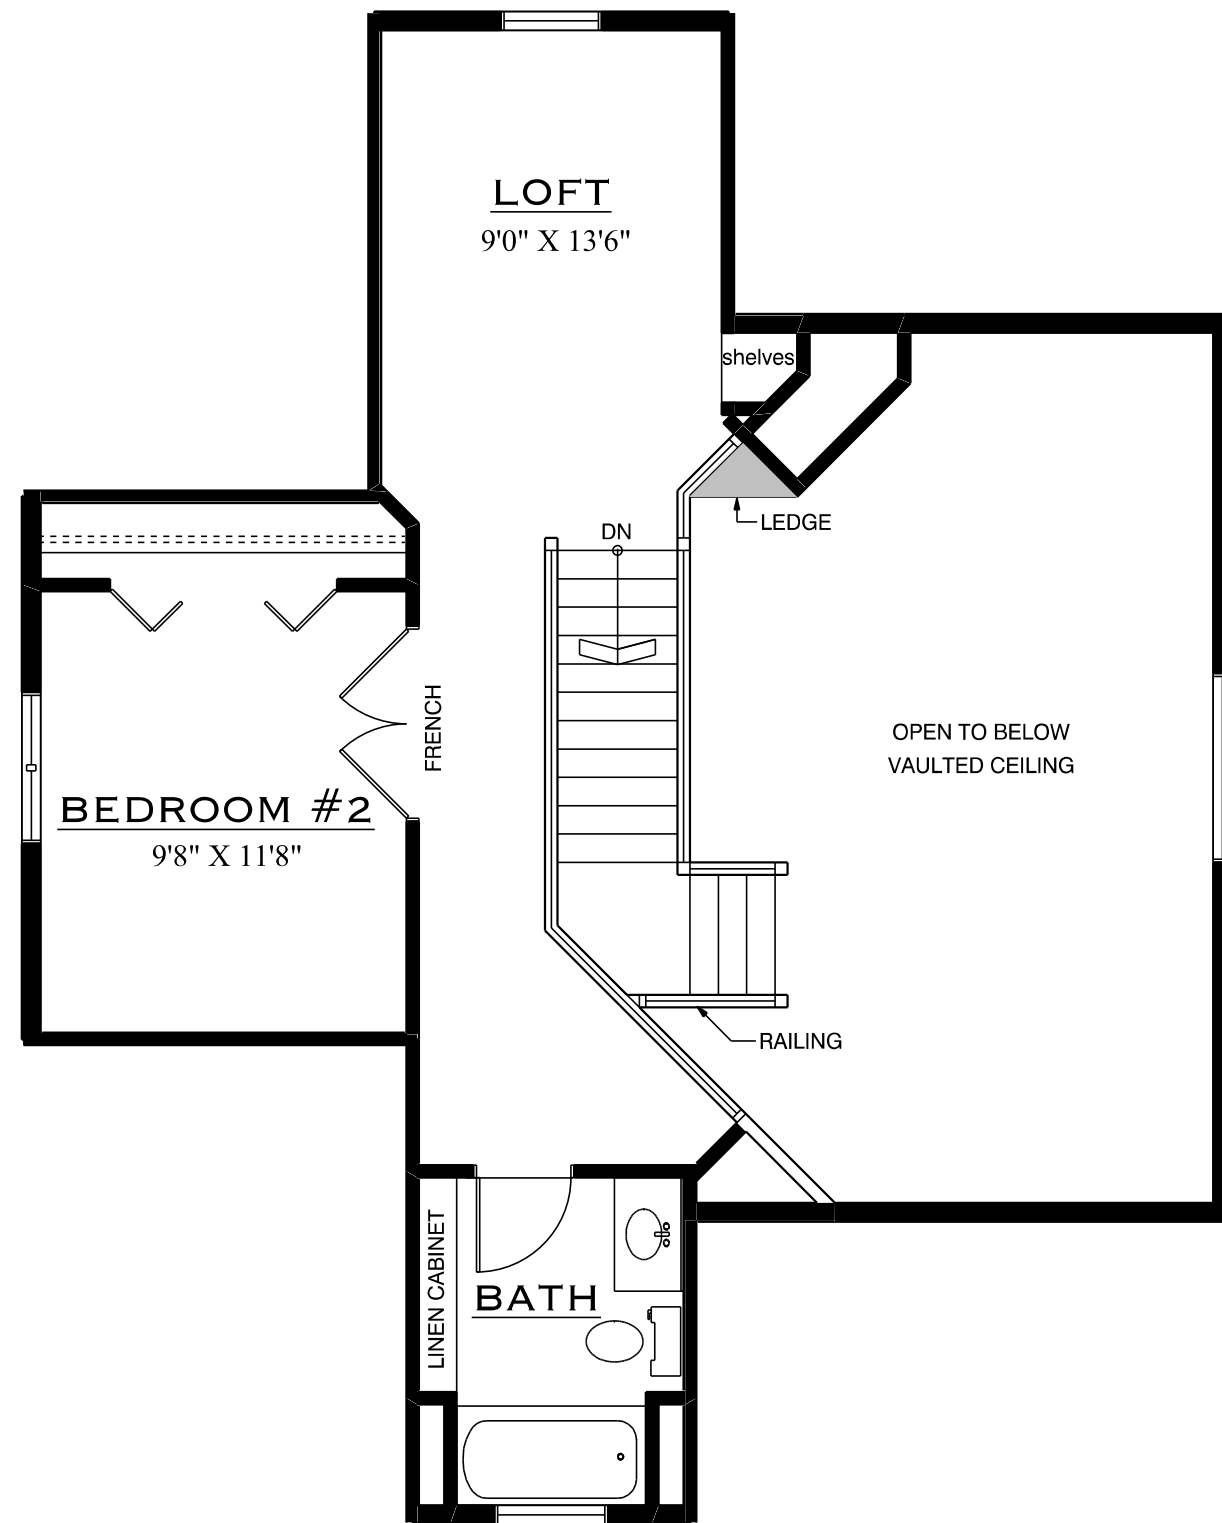 LOFT
9'0" X 13'6"
shelves
LEDGE
DN
FRENCH
OPEN TO BELOW
VAULTED CEILING
BEDROOM #2
9'8" X 11'8"
RAILING
LINEN CABINET
BATH